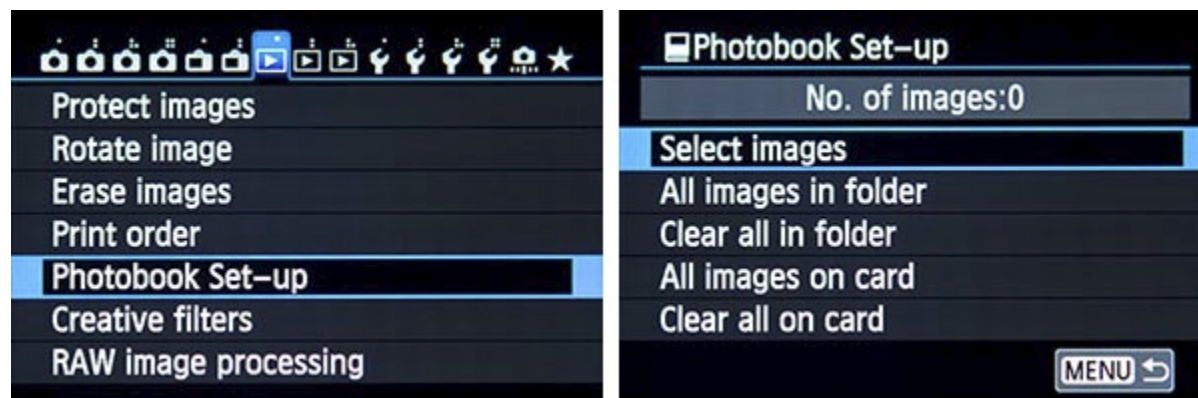 Protect images
Rotate image
Erase images
Print order
Photobook Set-up
Creative filters
RAW image processing
Photobook Set-up
No. of images:0
Select images
All images in folder
Clear all in folder
All images on card
Clear all on card
MENU